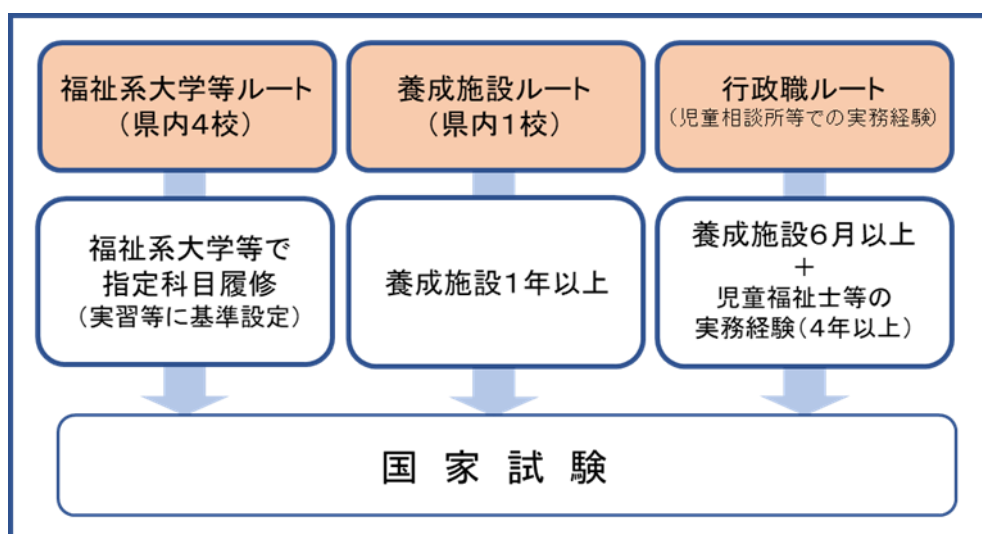 福祉系大学等ルート
（県内4校）
養成施設ルート
（県内1校）
行政職ルート
（児童相談所等での実務経験）
福祉系大学等で
指定科目履修
（実習等に基準設定）
養成施設1年以上
養成施設6月以上
＋
児童福祉士等の
実務経験（4年以上）
国家試験